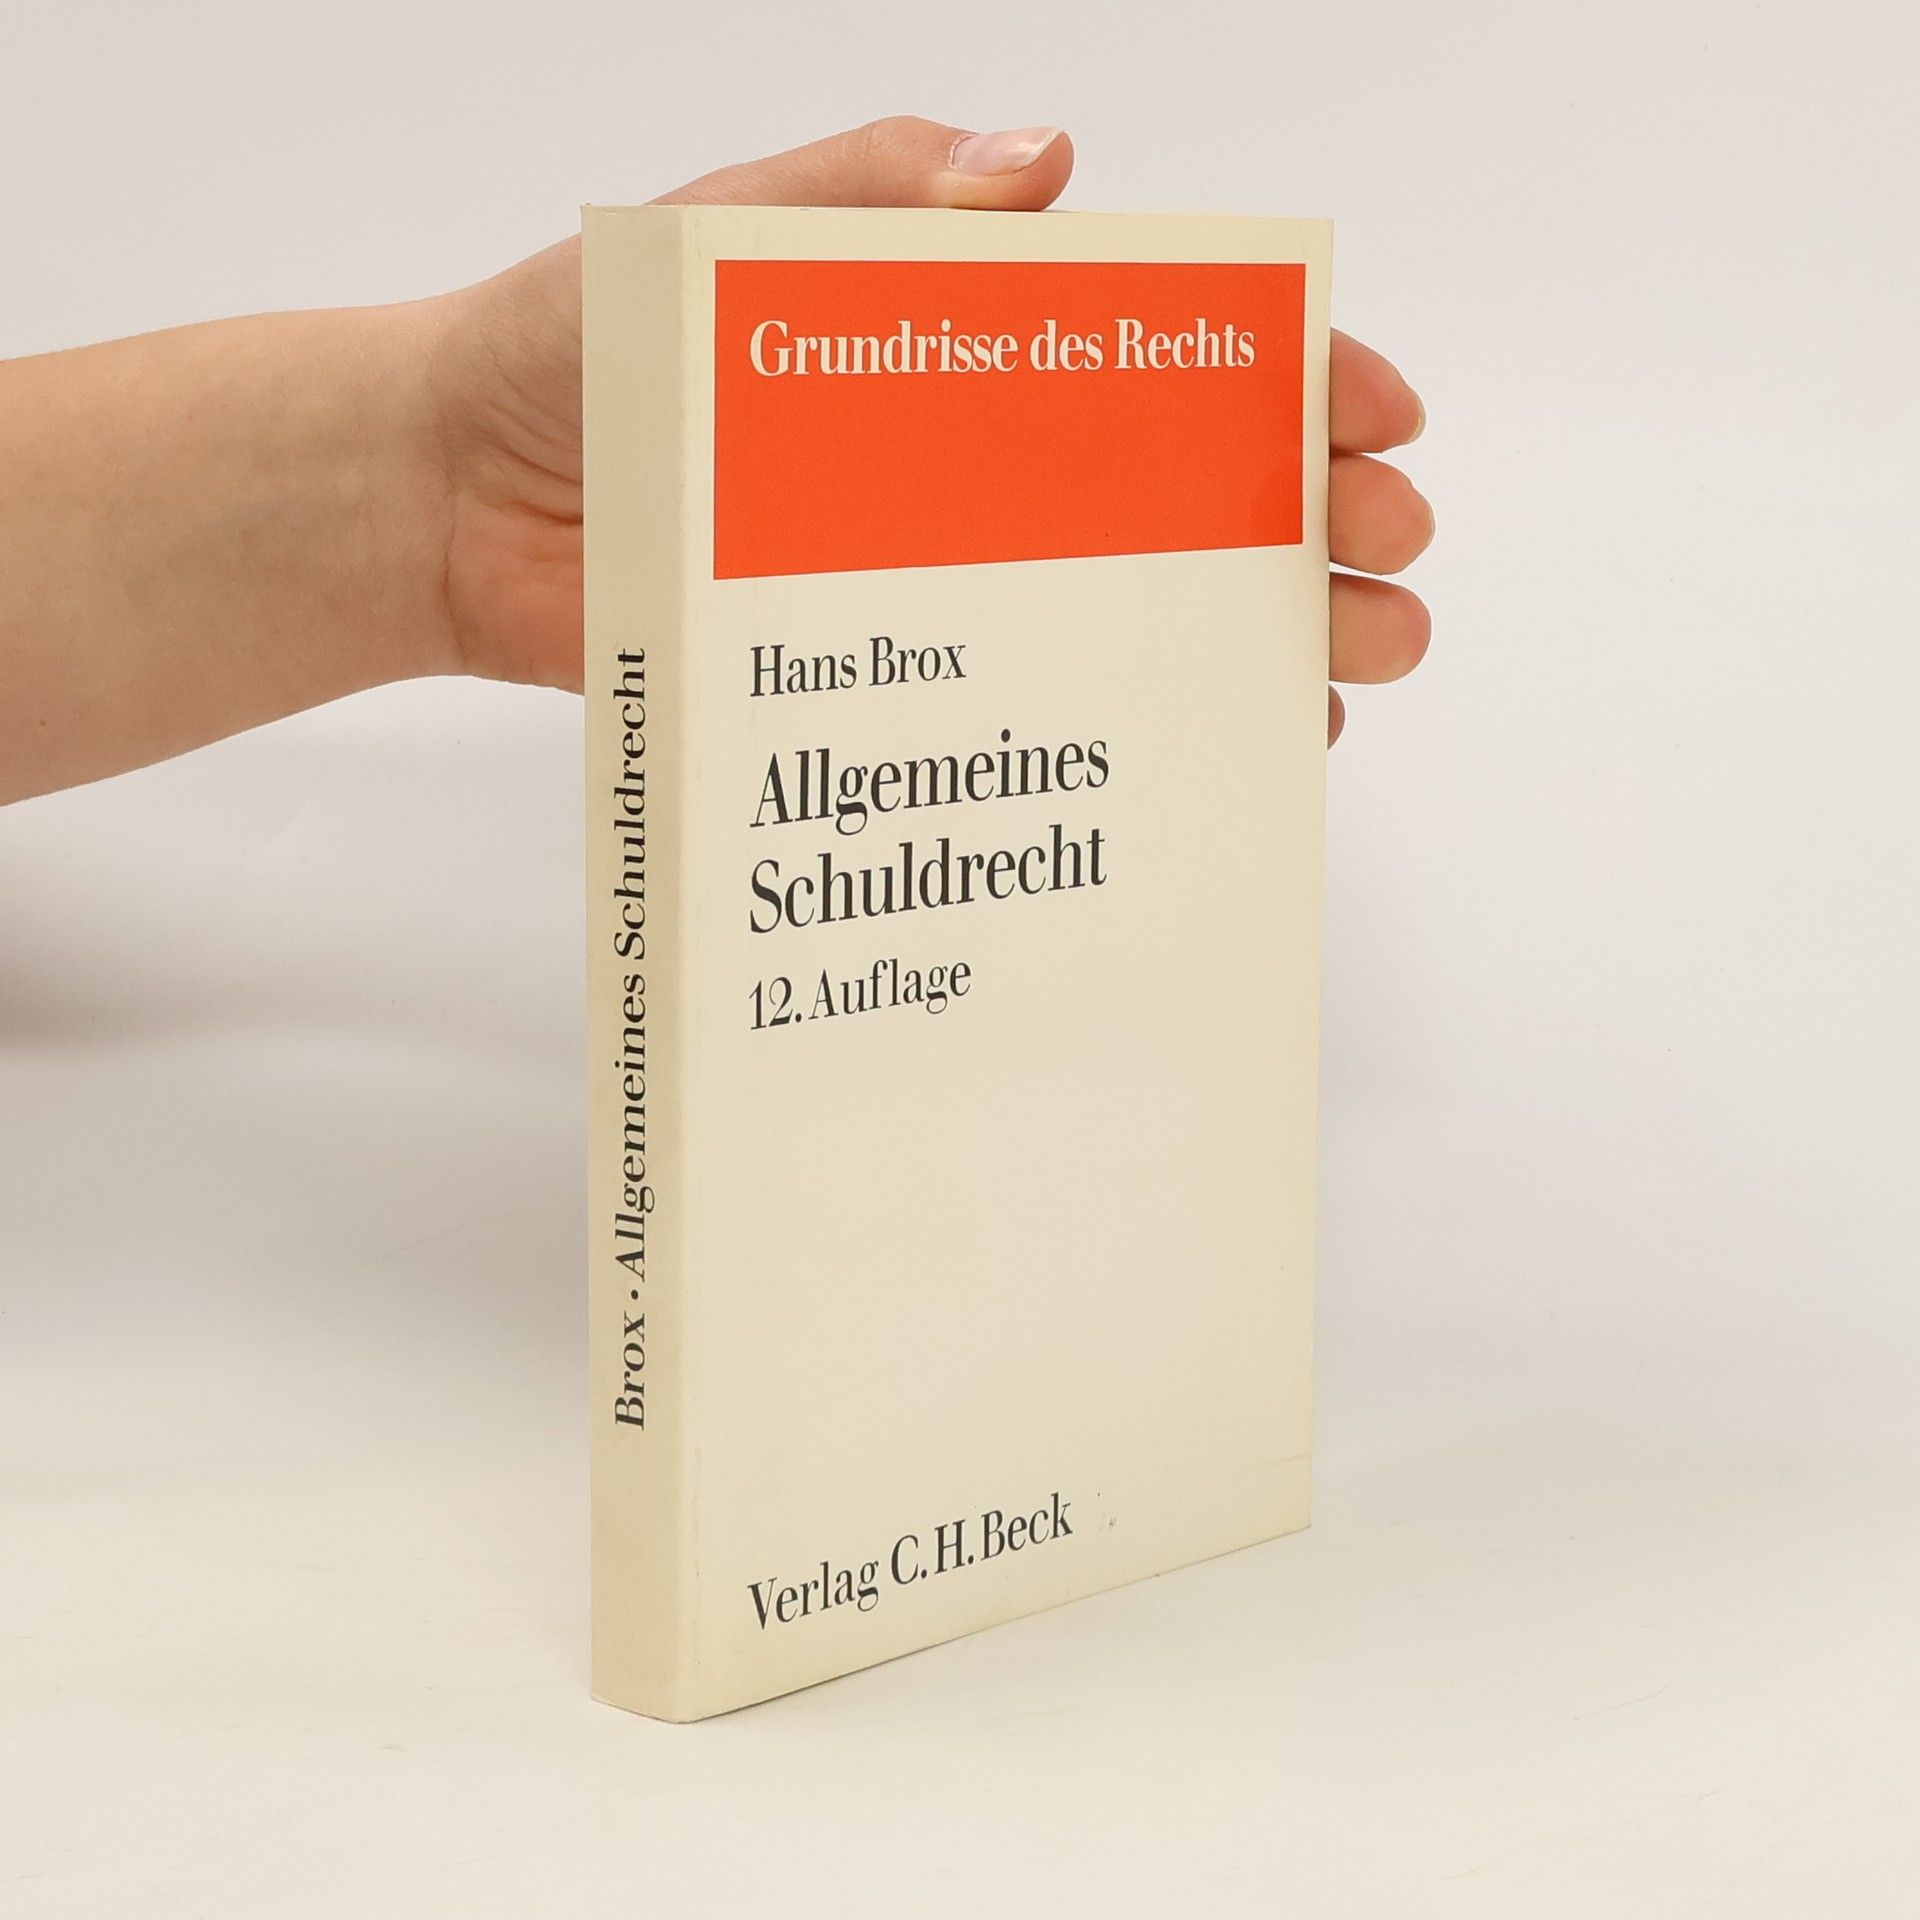 Grundrisse des Rechts
Hans Brox
Allgemeines
Schuldrecht
12. Auflage
Verlag C. H. Beck
Brox · Allgemeines Schuldrecht